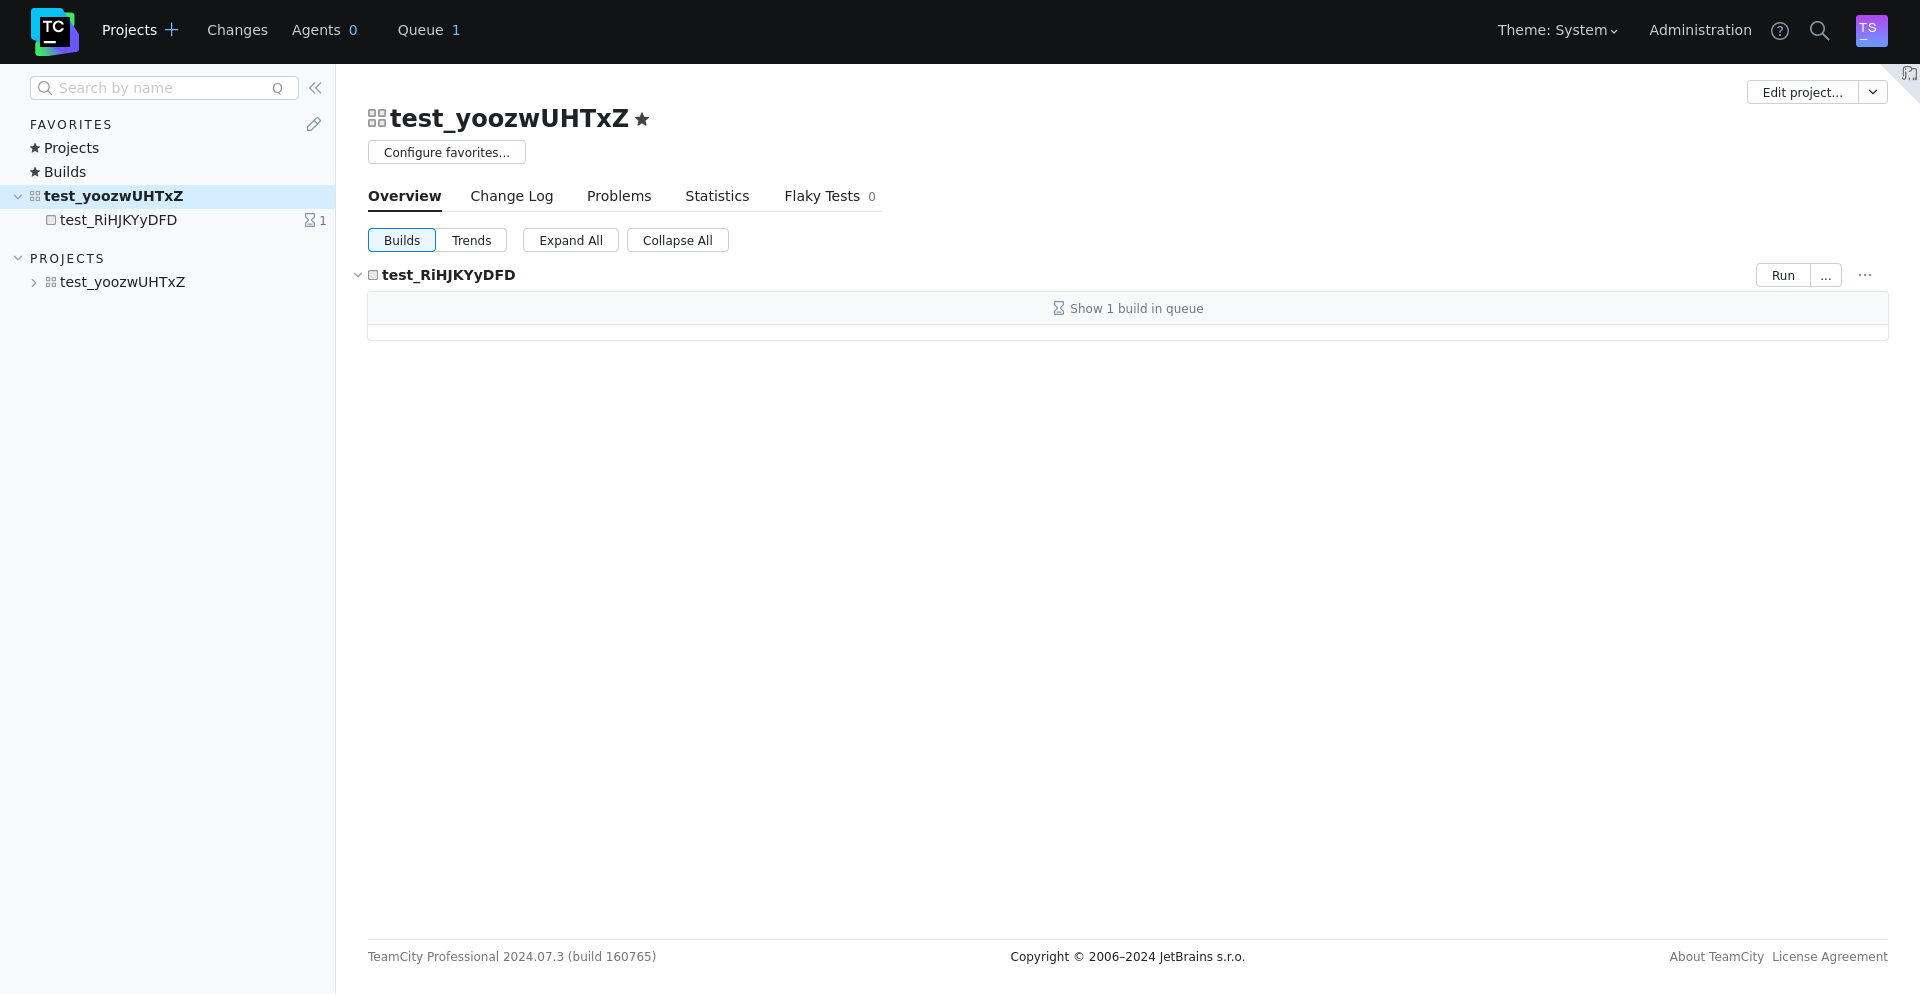 TC
Projects
Changes
Agents 0
Queue 1
Theme: System
Administration
TS
Search by name Q
FAVORITES
Projects
Builds
test_yoozwUHTxZ
test_RiHJKYyDFD 1
PROJECTS
test_yoozwUHTxZ
Edit project...
test_yoozwUHTxZ
Configure favorites...
Overview
Change Log
Problems
Statistics
Flaky Tests 0
Builds
Trends
Expand All
Collapse All
test_RiHJKYyDFD
Run
...
Show 1 build in queue
TeamCity Professional 2024.07.3 (build 160765)
Copyright © 2006–2024 JetBrains s.r.o.
About TeamCity
License Agreement